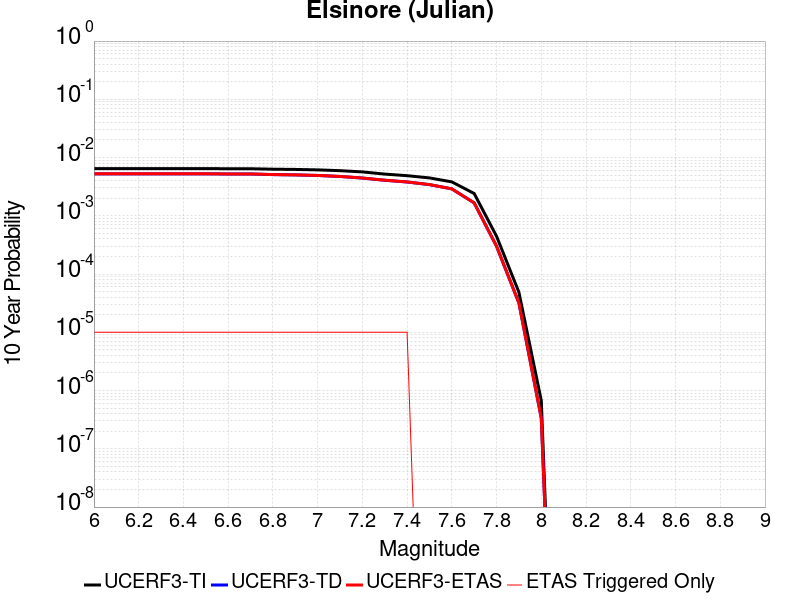 Elsinore (Julian)
10^0
10^-1
10^-2
10^-3
10^-4
10^-5
10^-6
10^-7
10^-8
10 Year Probability
6 6.2 6.4 6.6 6.8 7 7.2 7.4 7.6 7.8 8 8.2 8.4 8.6 8.8 9
Magnitude
UCERF3-TI UCERF3-TD UCERF3-ETAS ETAS Triggered Only